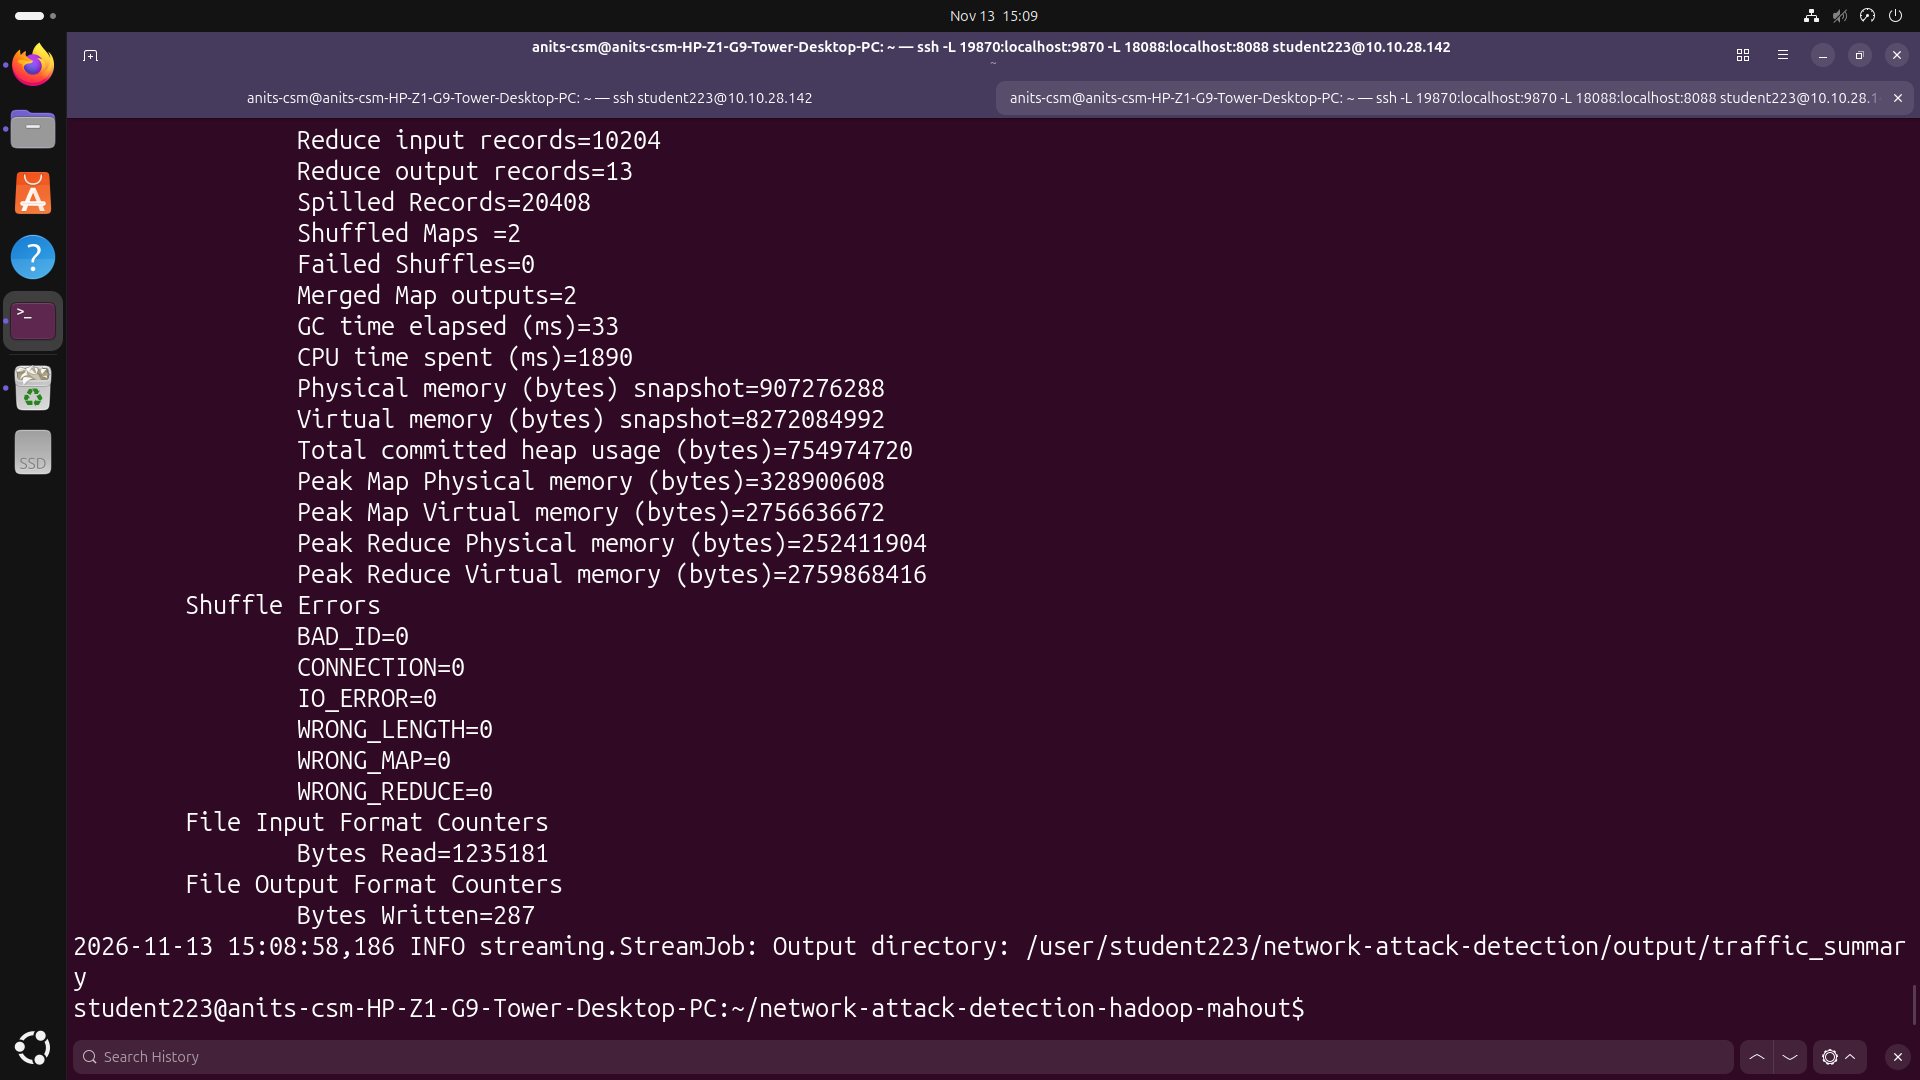 Nov 13 15:09
anits-csm@anits-csm-HP-Z1-G9-Tower-Desktop-PC: ~ — ssh -L 19870:localhost:9870 -L 18088:localhost:8088 student223@10.10.28.142
~
anits-csm@anits-csm-HP-Z1-G9-Tower-Desktop-PC: ~ — ssh student223@10.10.28.142
anits-csm@anits-csm-HP-Z1-G9-Tower-Desktop-PC: ~ — ssh -L 19870:localhost:9870 -L 18088:localhost:8088 student223@10.10.28.1
Reduce input records=10204
Reduce output records=13
Spilled Records=20408
Shuffled Maps =2
Failed Shuffles=0
Merged Map outputs=2
GC time elapsed (ms)=33
CPU time spent (ms)=1890
Physical memory (bytes) snapshot=907276288
Virtual memory (bytes) snapshot=8272084992
Total committed heap usage (bytes)=754974720
Peak Map Physical memory (bytes)=328900608
Peak Map Virtual memory (bytes)=2756636672
Peak Reduce Physical memory (bytes)=252411904
Peak Reduce Virtual memory (bytes)=2759868416
Shuffle Errors
BAD_ID=0
CONNECTION=0
IO_ERROR=0
WRONG_LENGTH=0
WRONG_MAP=0
WRONG_REDUCE=0
File Input Format Counters
Bytes Read=1235181
File Output Format Counters
Bytes Written=287
2026-11-13 15:08:58,186 INFO streaming.StreamJob: Output directory: /user/student223/network-attack-detection/output/traffic_summar
y
student223@anits-csm-HP-Z1-G9-Tower-Desktop-PC:~/network-attack-detection-hadoop-mahout$
Search History
SSD